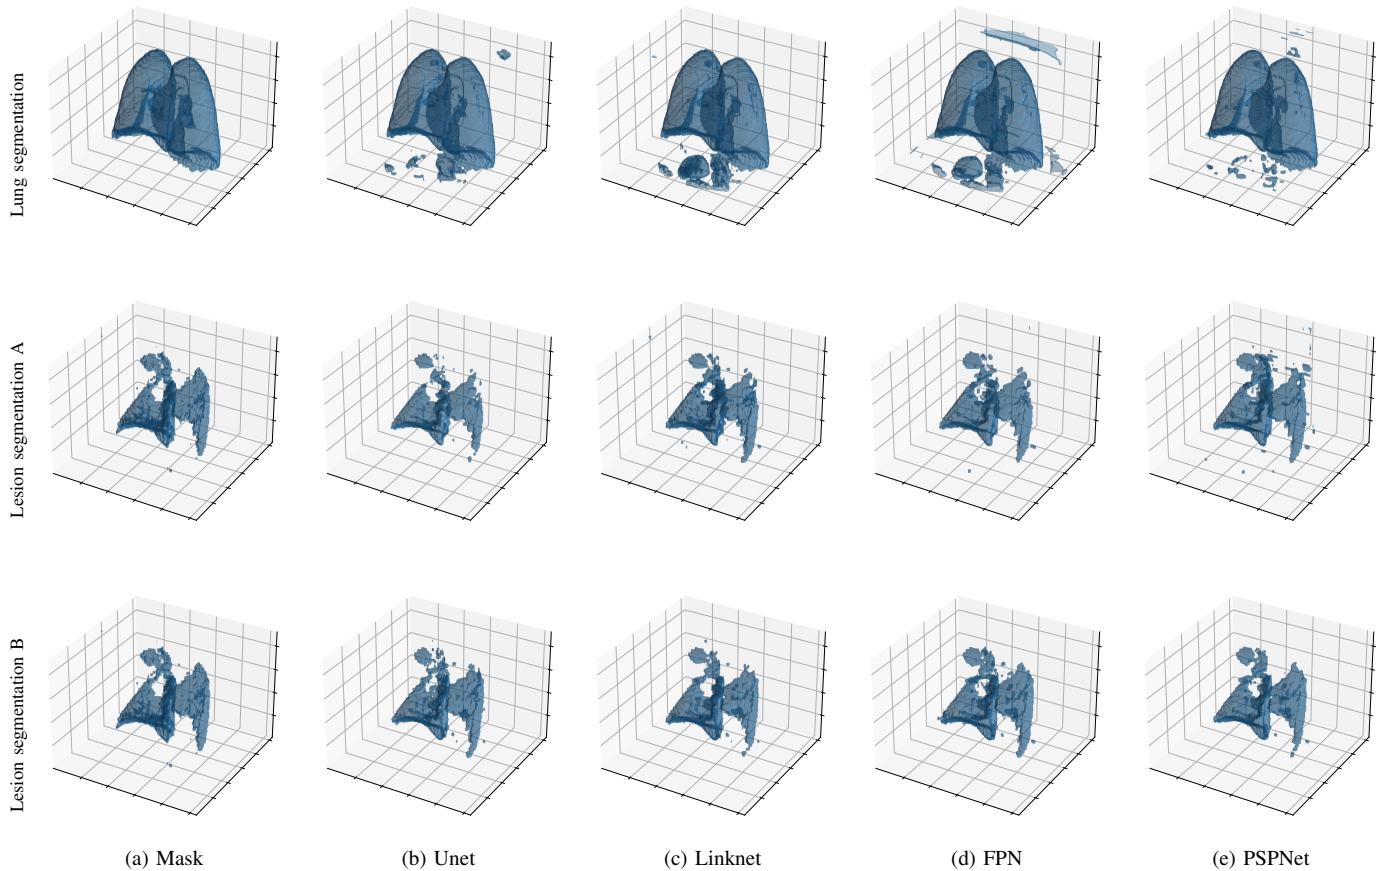 Lung segmentation
Lesion segmentation A
Lesion segmentation B
(a) Mask
(b) Unet
(c) Linknet
(d) FPN
(e) PSPNet